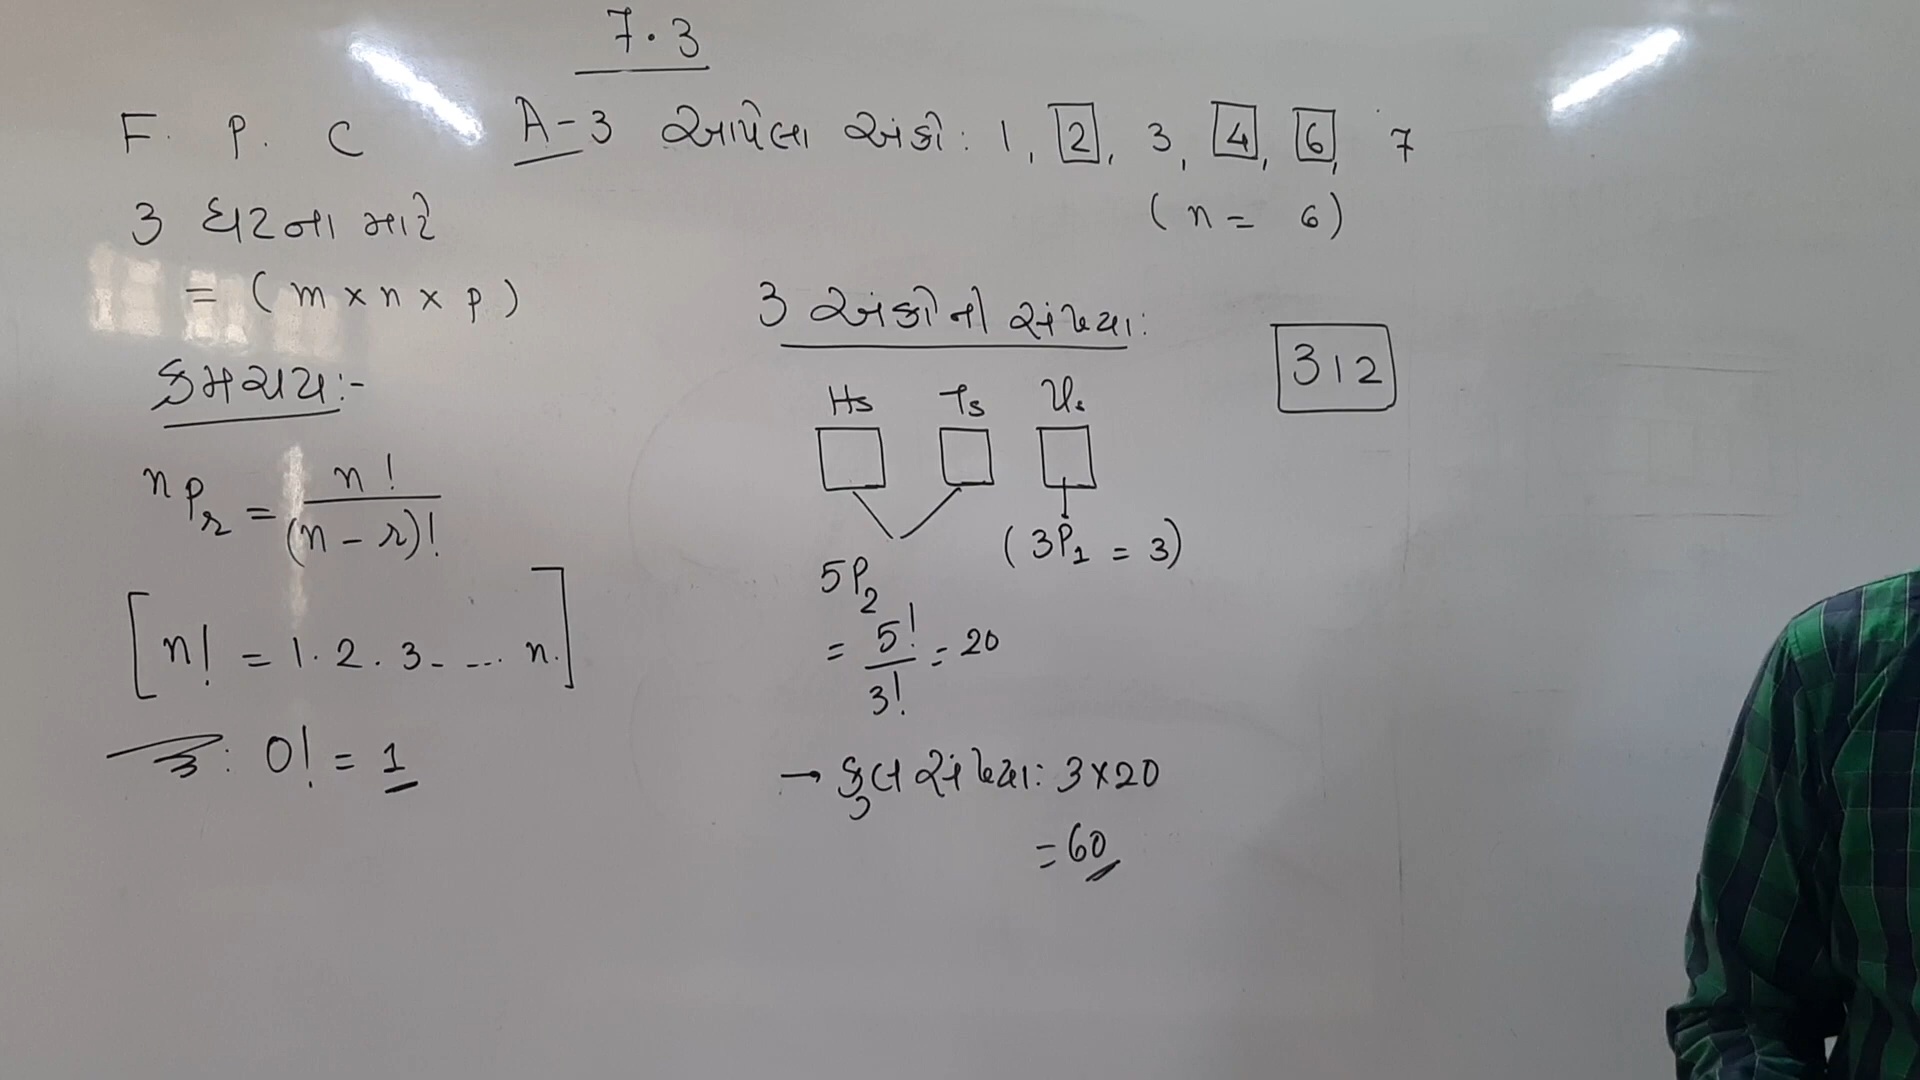 7.3
F. P. C
3 ઘટના માટે
= (m x n x p)
ક્રમચય:-
nPr = n! / (n - r)!
[n! = 1. 2. 3- ... n.]
: 0! = 1
A-3 આપેલા અંકો: 1, 2, 3, 4, 6, 7
(n = 6)
3 અંકોની સંખ્યા:
312
Hs Ts Us
(3P1 = 3)
5P2
= 5! / 3! = 20
→ કુલ સંખ્યા: 3 x 20
= 60